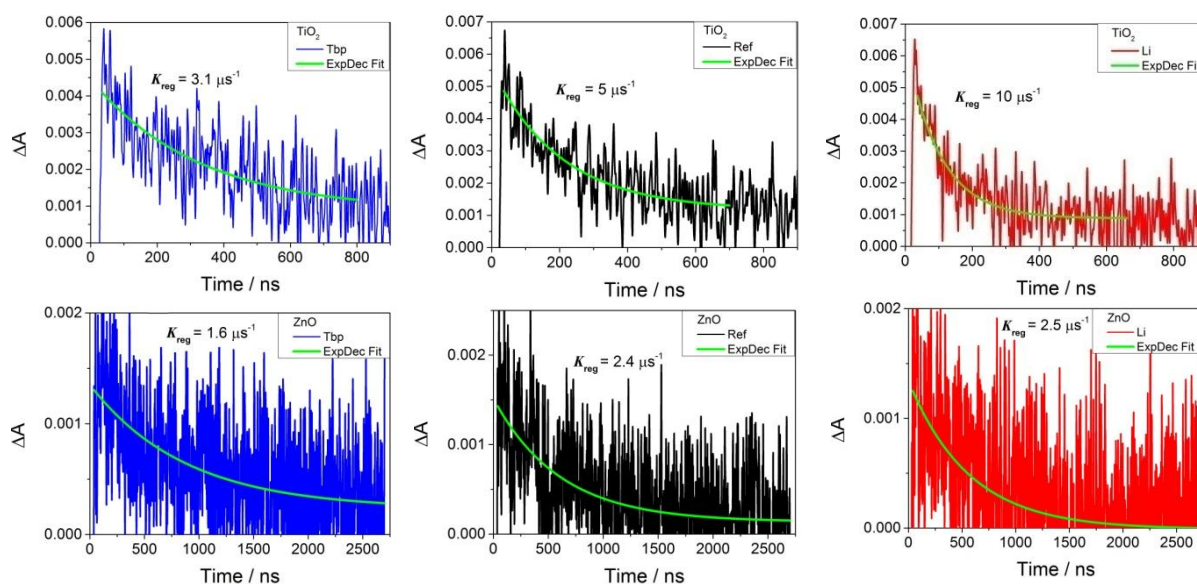 0.006
0.005
0.004
0.003
0.002
0.001
0.000
ΔA
TiO₂
Tbp
ExpDec Fit
K_reg = 3.1 μs⁻¹
0 200 400 600 800
Time / ns
0.007
0.006
0.005
0.004
0.003
0.002
0.001
0.000
ΔA
TiO₂
Ref
ExpDec Fit
K_reg = 5 μs⁻¹
0 200 400 600 800
Time / ns
0.007
0.006
0.005
0.004
0.003
0.002
0.001
0.000
ΔA
TiO₂
Li
ExpDec Fit
K_reg = 10 μs⁻¹
0 200 400 600 800
Time / ns
0.002
0.001
0.000
ΔA
ZnO
Tbp
ExpDec Fit
K_reg = 1.6 μs⁻¹
0 500 1000 1500 2000 2500
Time / ns
0.002
0.001
0.000
ΔA
ZnO
Ref
ExpDec Fit
K_reg = 2.4 μs⁻¹
0 500 1000 1500 2000 2500
Time / ns
0.002
0.001
0.000
ΔA
ZnO
Li
ExpDec Fit
K_reg = 2.5 μs⁻¹
0 500 1000 1500 2000 2500
Time / ns